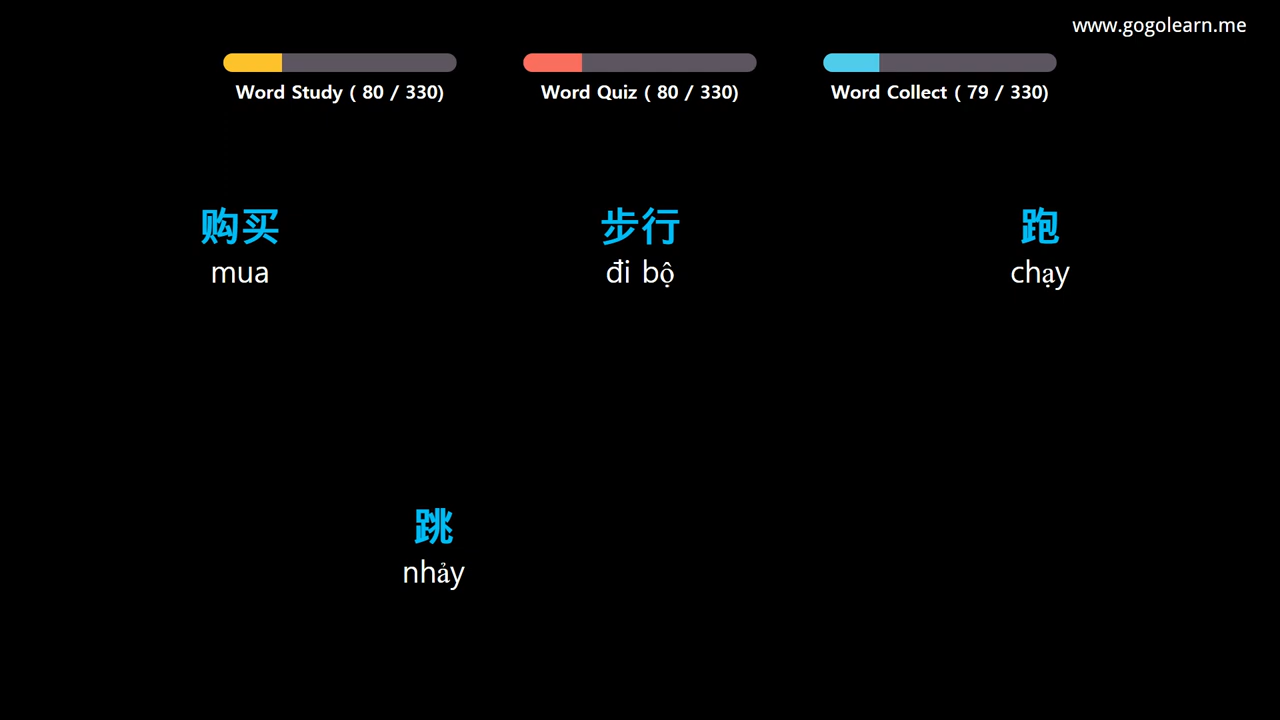 www.gogolearn.me
Word Study ( 80 / 330)
Word Quiz ( 80 / 330)
Word Collect ( 79 / 330)
购买
mua
步行
đi bộ
跑
chạy
跳
nhảy